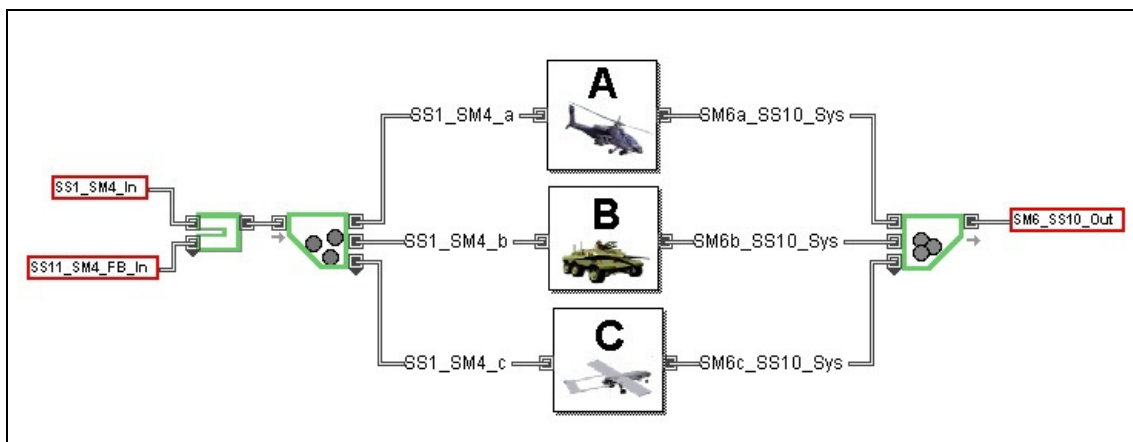 A
SS1_SM4_a
SM6a_SS10_Sys
SS1_SM4_In
B
SM6_SS10_Out
SS1_SM4_b
SM6b_SS10_Sys
SS11_SM4_FB_In
C
SS1_SM4_c
SM6c_SS10_Sys